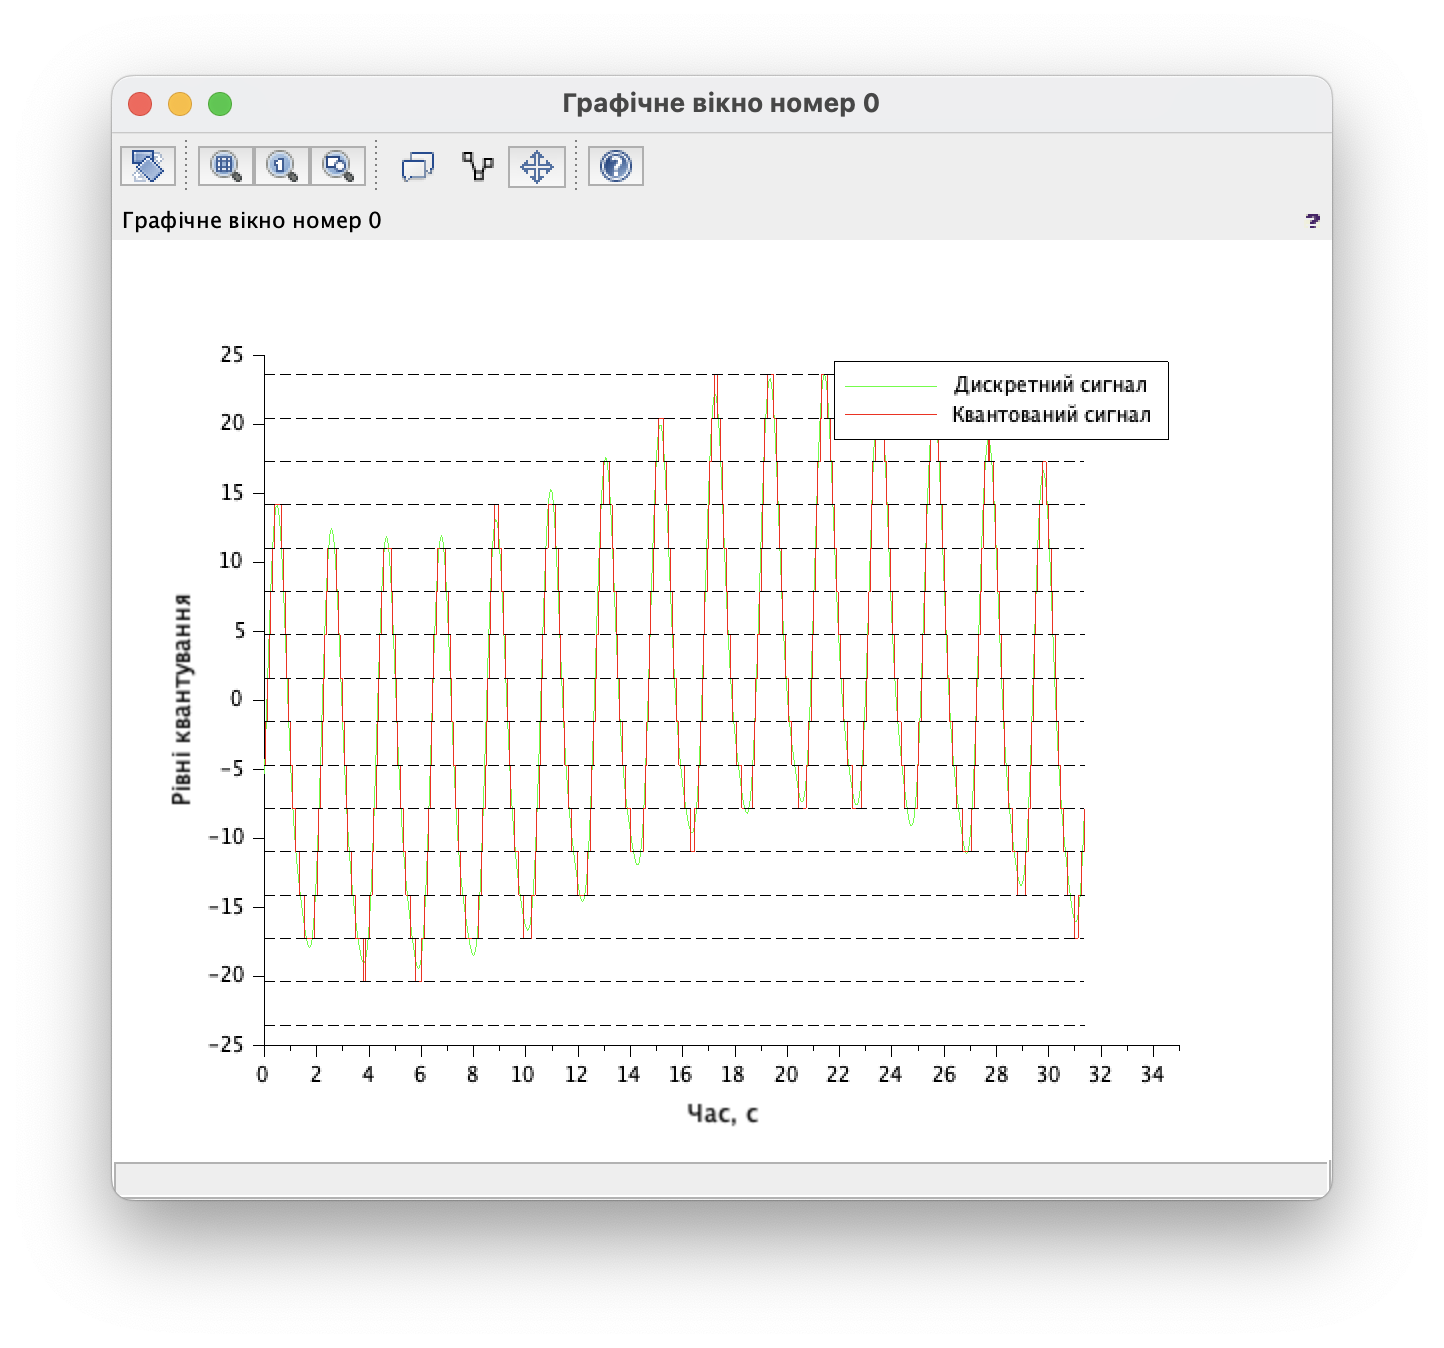 Графічне вікно номер 0
Графічне вікно номер 0
?
25
20
15
10
5
0
-5
-10
-15
-20
-25
Рівні квантування
Дискретний сигнал
Квантований сигнал
0 2 4 6 8 10 12 14 16 18 20 22 24 26 28 30 32 34
Час, с